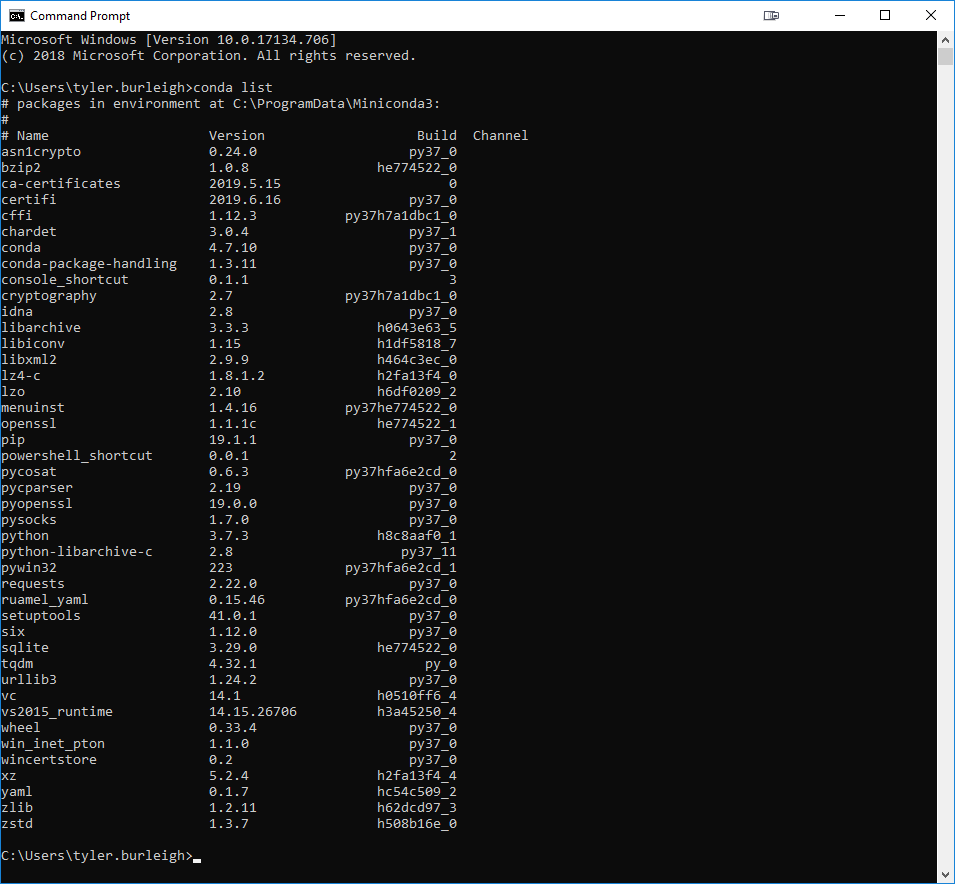 Command Prompt
Microsoft Windows [Version 10.0.17134.706]
(c) 2018 Microsoft Corporation. All rights reserved.
C:\Users\tyler.burleigh>conda list
# packages in environment at C:\ProgramData\Miniconda3:
#
# Name                    Version                   Build  Channel
asn1crypto                0.24.0                   py37_0
bzip2                     1.0.8                he774522_0
ca-certificates           2019.5.15                     0
certifi                   2019.6.16                py37_0
cffi                      1.12.3           py37h7a1dbc1_0
chardet                   3.0.4                    py37_1
conda                     4.7.10                   py37_0
conda-package-handling    1.3.11                   py37_0
console_shortcut          0.1.1                         3
cryptography              2.7              py37h7a1dbc1_0
idna                      2.8                      py37_0
libarchive                3.3.3                h0643e63_5
libiconv                  1.15                 h1df5818_7
libxml2                   2.9.9                h464c3ec_0
lz4-c                     1.8.1.2              h2fa13f4_0
lzo                       2.10                 h6df0209_2
menuinst                  1.4.16           py37he774522_0
openssl                   1.1.1c               he774522_1
pip                       19.1.1                   py37_0
powershell_shortcut       0.0.1                         2
pycosat                   0.6.3            py37hfa6e2cd_0
pycparser                 2.19                     py37_0
pyopenssl                 19.0.0                   py37_0
pysocks                   1.7.0                    py37_0
python                    3.7.3                h8c8aaf0_1
python-libarchive-c       2.8                     py37_11
pywin32                   223              py37hfa6e2cd_1
requests                  2.22.0                   py37_0
ruamel_yaml               0.15.46          py37hfa6e2cd_0
setuptools                41.0.1                   py37_0
six                       1.12.0                   py37_0
sqlite                    3.29.0               he774522_0
tqdm                      4.32.1                     py_0
urllib3                   1.24.2                   py37_0
vc                        14.1                 h0510ff6_4
vs2015_runtime            14.15.26706          h3a45250_4
wheel                     0.33.4                   py37_0
win_inet_pton             1.1.0                    py37_0
wincertstore              0.2                      py37_0
xz                        5.2.4                h2fa13f4_4
yaml                      0.1.7                hc54c509_2
zlib                      1.2.11               h62dcd97_3
zstd                      1.3.7                h508b16e_0
C:\Users\tyler.burleigh>